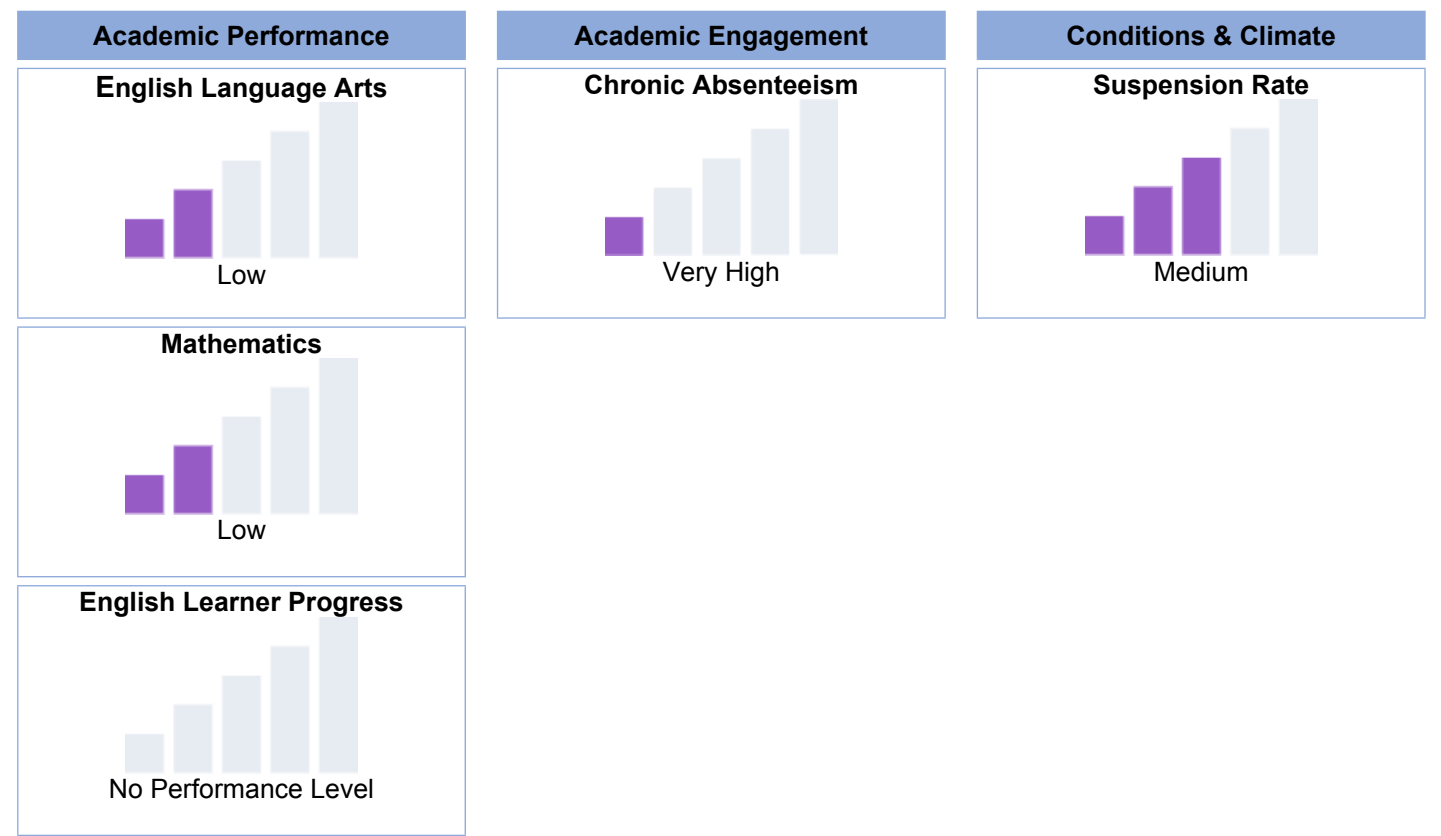 Academic Performance
Academic Engagement
Conditions & Climate
English Language Arts
Low
Chronic Absenteeism
Very High
Suspension Rate
Medium
Mathematics
Low
English Learner Progress
No Performance Level